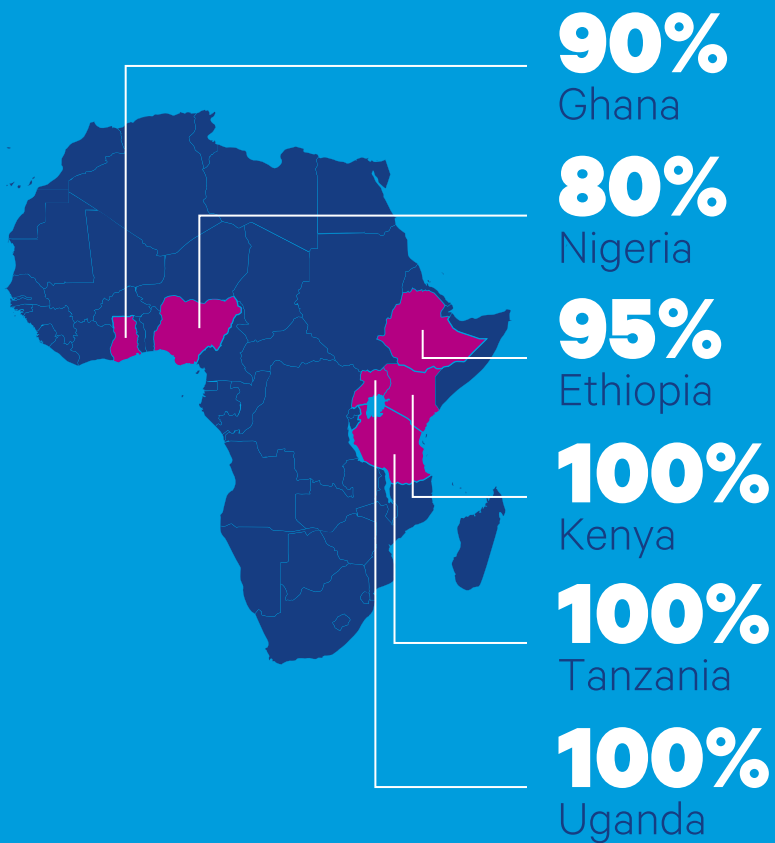 90%
Ghana
80%
Nigeria
95%
Ethiopia
100%
Kenya
100%
Tanzania
100%
Uganda